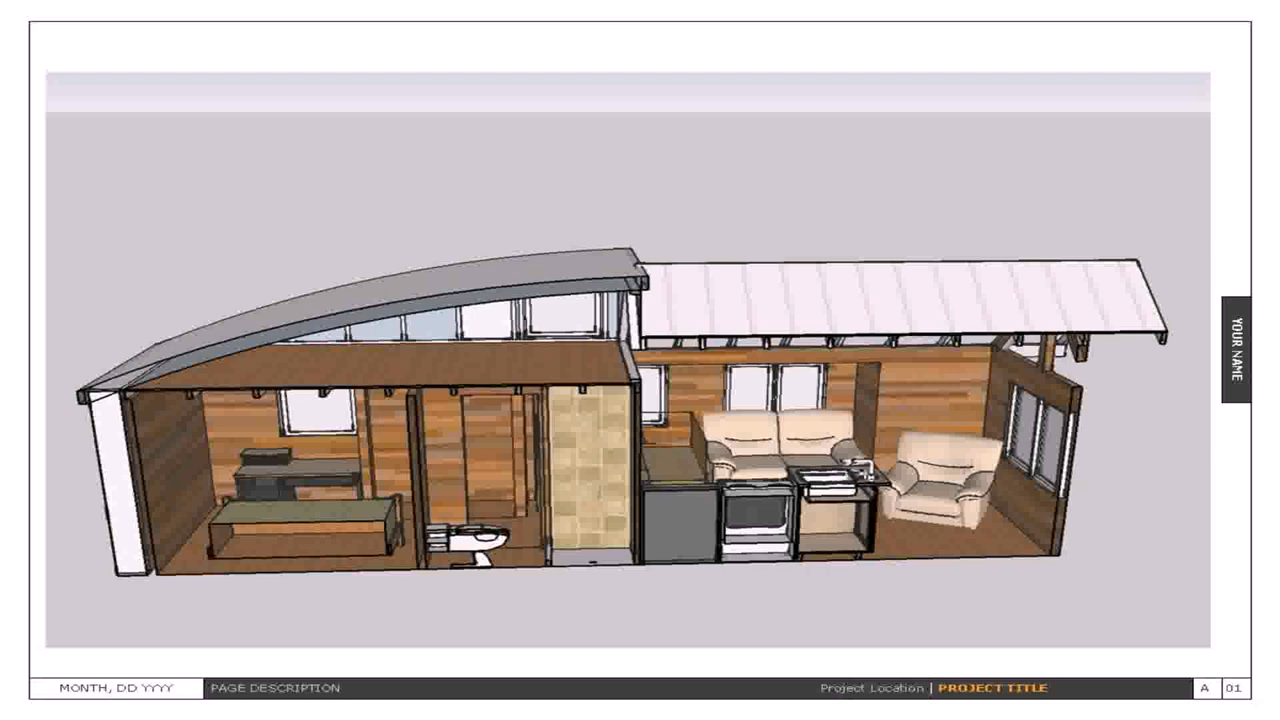 YOUR NAME
MONTH, DD YYYY
PAGE DESCRIPTION
Project Location | PROJECT TITLE
A
01